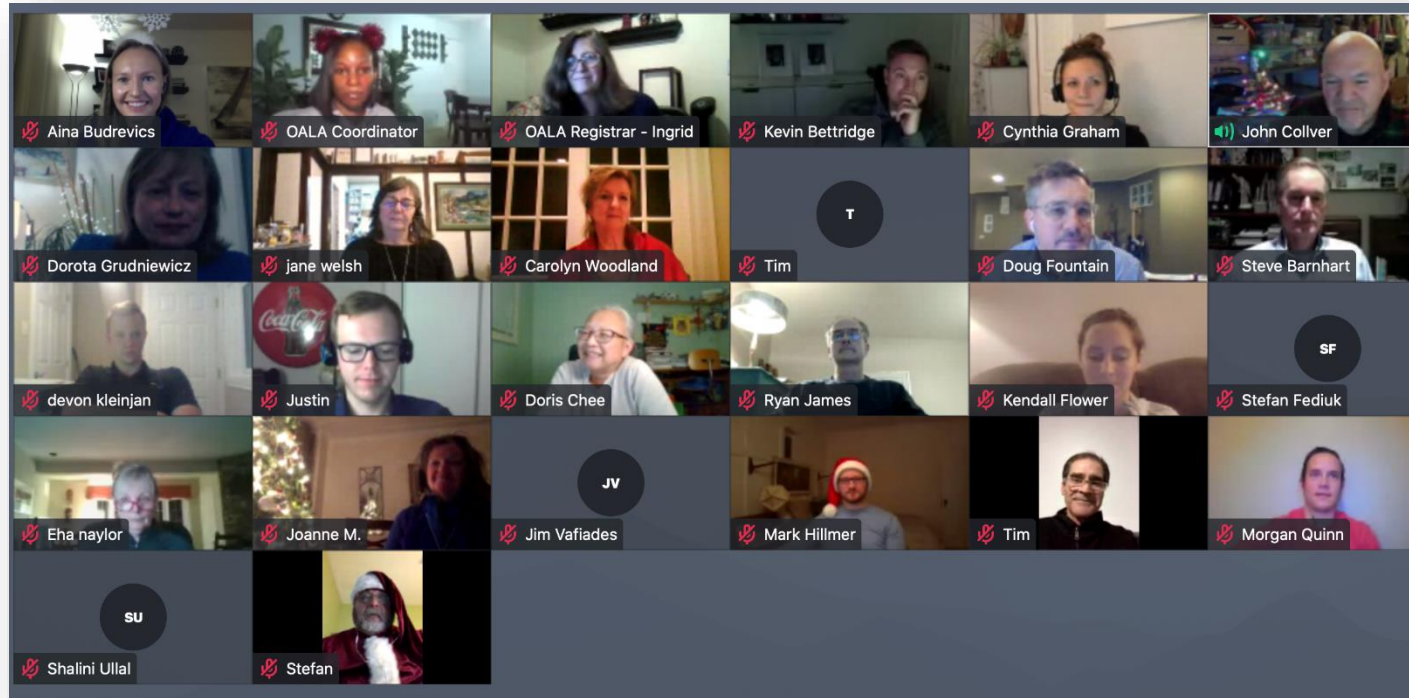 Aina Budrevics
OALA Coordinator
OALA Registrar - Ingrid
Kevin Bettridge
Cynthia Graham
John Collver
Dorota Grudniewicz
jane welsh
Carolyn Woodland
T
Tim
Doug Fountain
Steve Barnhart
devon kleinjan
Coca-Cola
Justin
Doris Chee
Ryan James
Kendall Flower
SF
Stefan Fediuk
Eha naylor
Joanne M.
JV
Jim Vafiades
Mark Hillmer
Tim
Morgan Quinn
SU
Shalini Ullal
Stefan